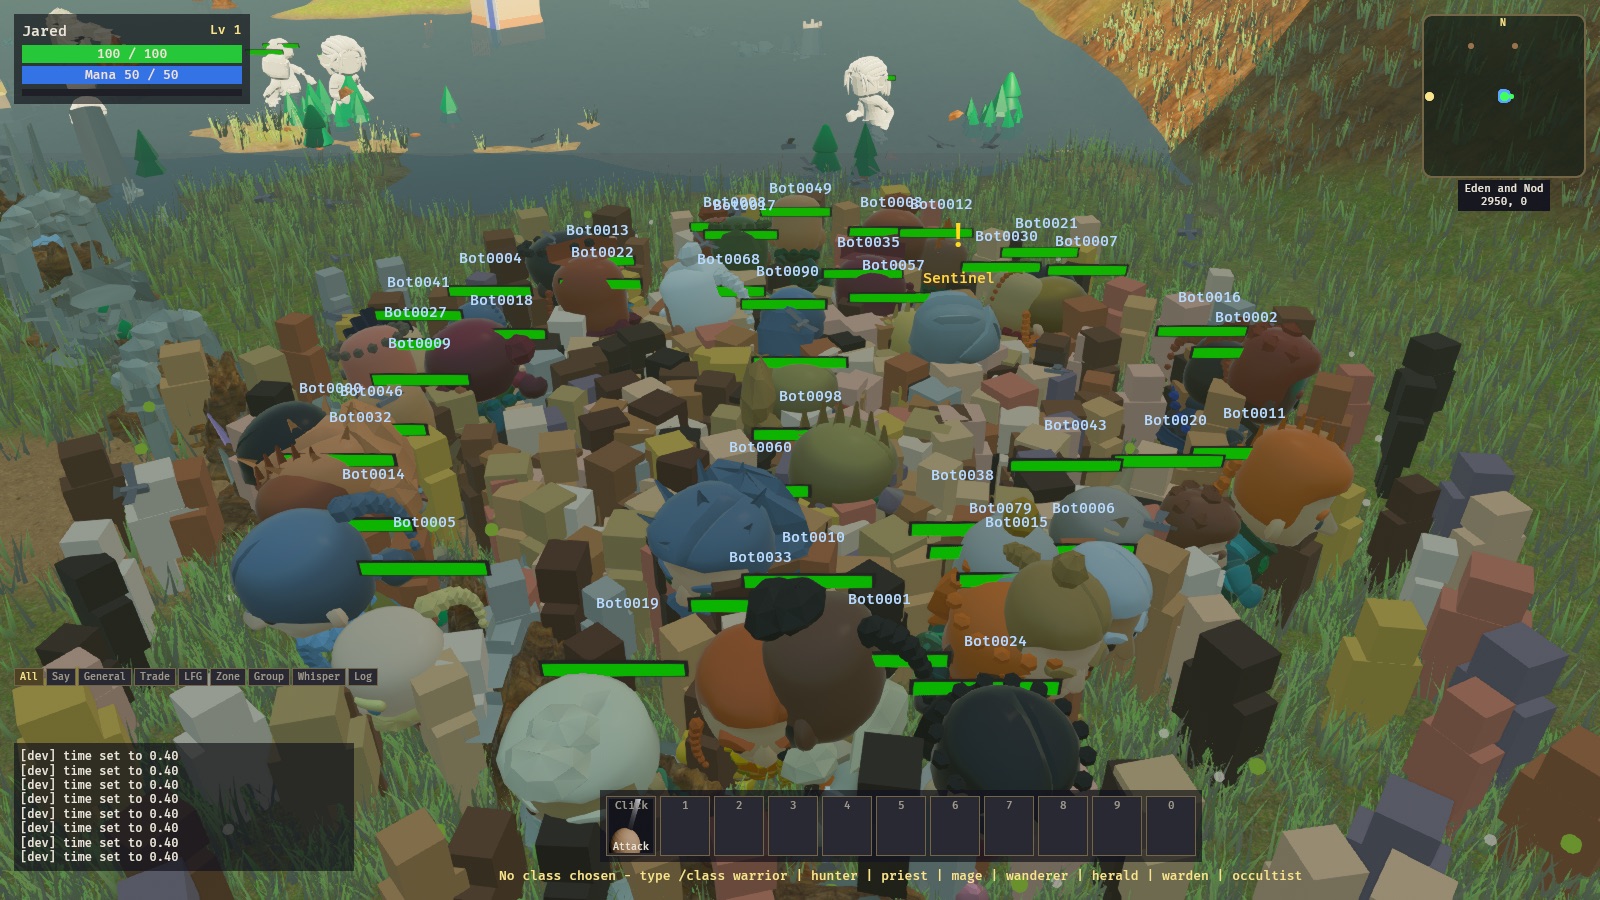 Jared Lv 1
100 / 100
Mana 50 / 50
N
Eden and Nod
2950, 0
Bot0049
Bot0017
Bot0012
Bot0021
Bot0013
Bot0030
Bot0007
Bot0035
Bot0022
Bot0004
Bot0068
Bot0057
Bot0090
Sentinel
!
Bot0041
Bot0018
Bot0016
Bot0027
Bot0002
Bot0009
Bot0046
Bot0098
Bot0032
Bot0011
Bot0020
Bot0043
Bot0060
Bot0014
Bot0038
Bot0079
Bot0006
Bot0005
Bot0015
Bot0010
Bot0033
Bot0019
Bot0001
Bot0024
All Say General Trade LFG Zone Group Whisper Log
[dev] time set to 0.40
[dev] time set to 0.40
[dev] time set to 0.40
[dev] time set to 0.40
[dev] time set to 0.40
[dev] time set to 0.40
[dev] time set to 0.40
[dev] time set to 0.40
Click 1 2 3 4 5 6 7 8 9 0
Attack
No class chosen - type /class warrior | hunter | priest | mage | wanderer | herald | warden | occultist